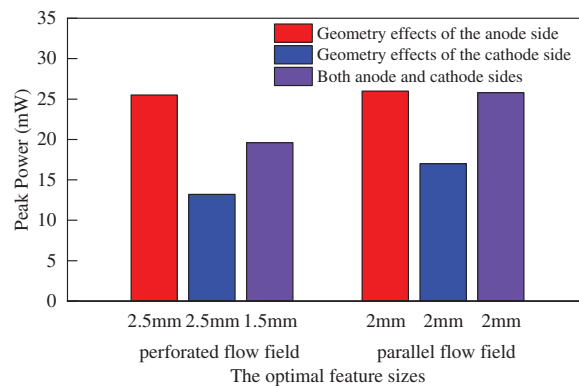 35
30
25
20
15
10
5
0
Peak Power (mW)
Geometry effects of the anode side
Geometry effects of the cathode side
Both anode and cathode sides
2.5mm 2.5mm 1.5mm 2mm 2mm 2mm
perforated flow field parallel flow field
The optimal feature sizes